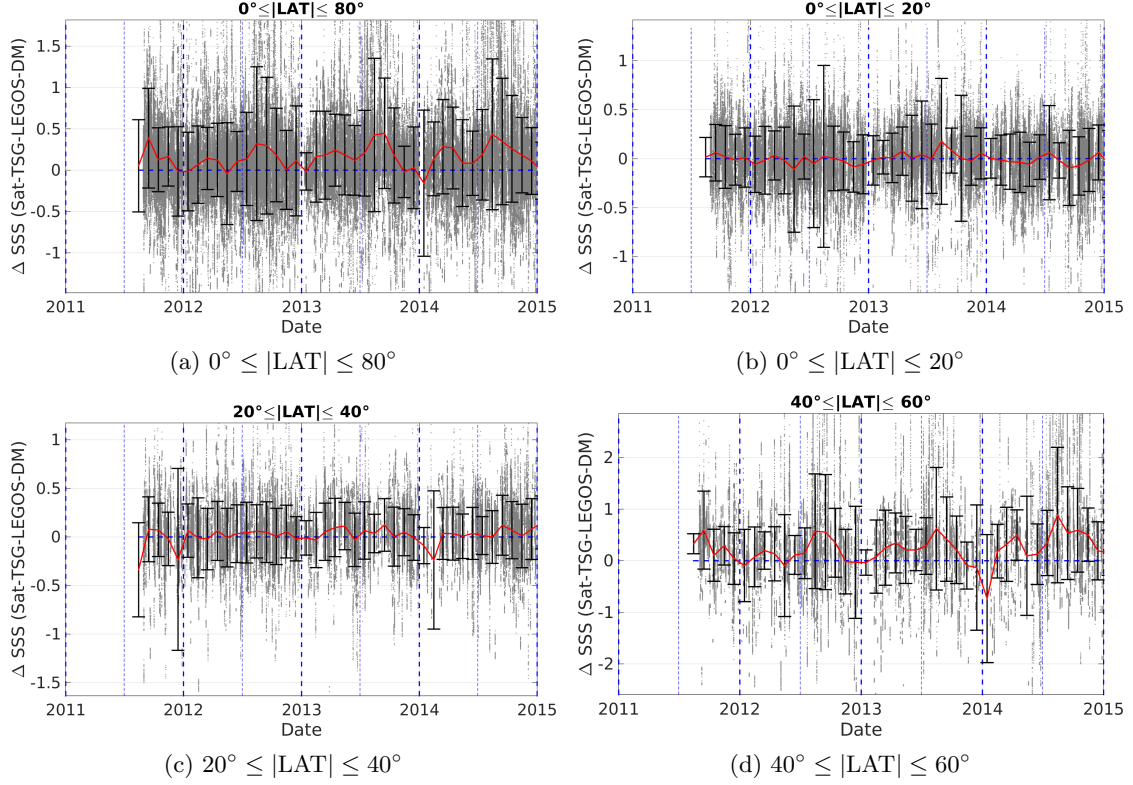 0°≤|LAT|≤ 80°
Δ SSS (Sat-TSG-LEGOS-DM)
1.5
1
0.5
0
-0.5
-1
2011 2012 2013 2014 2015
Date
(a) 0° ≤ |LAT| ≤ 80°
0°≤|LAT|≤ 20°
Δ SSS (Sat-TSG-LEGOS-DM)
1
0.5
0
-0.5
-1
2011 2012 2013 2014 2015
Date
(b) 0° ≤ |LAT| ≤ 20°
20°≤|LAT|≤ 40°
Δ SSS (Sat-TSG-LEGOS-DM)
1
0.5
0
-0.5
-1
-1.5
2011 2012 2013 2014 2015
Date
(c) 20° ≤ |LAT| ≤ 40°
40°≤|LAT|≤ 60°
Δ SSS (Sat-TSG-LEGOS-DM)
2
1
0
-1
-2
2011 2012 2013 2014 2015
Date
(d) 40° ≤ |LAT| ≤ 60°